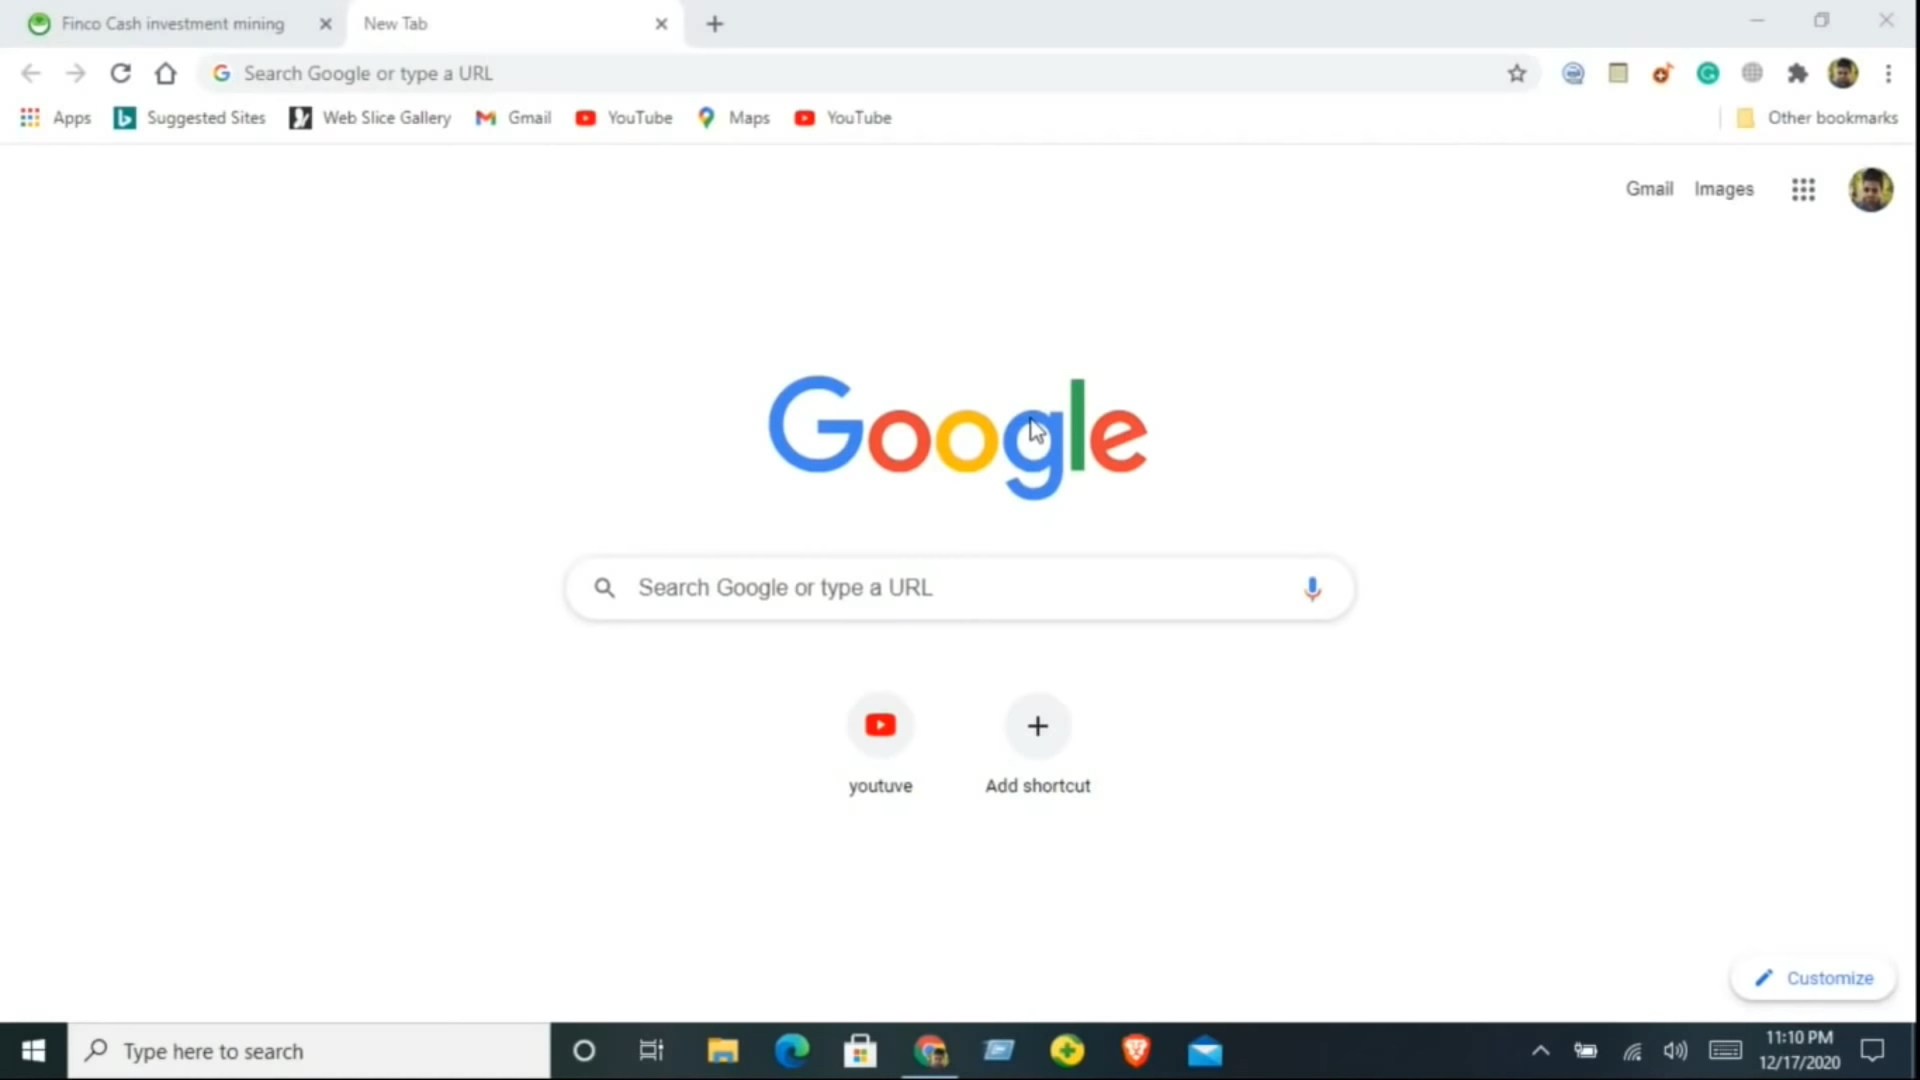 Finco Cash investment mining
New Tab
Search Google or type a URL
Apps
Suggested Sites
Web Slice Gallery
Gmail
YouTube
Maps
YouTube
Other bookmarks
Gmail Images
Google
Search Google or type a URL
youtuve
Add shortcut
Customize
Type here to search
11:10 PM
12/17/2020